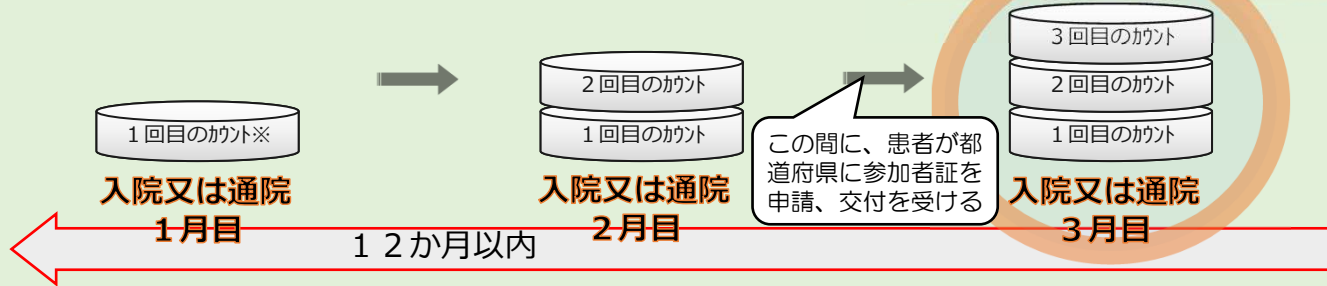 １回目のｶｳﾝﾄ※
入院又は通院
１月目
２回目のｶｳﾝﾄ
１回目のｶｳﾝﾄ
入院又は通院
２月目
この間に、患者が都
道府県に参加者証を
申請、交付を受ける
３回目のｶｳﾝﾄ
２回目のｶｳﾝﾄ
１回目のｶｳﾝﾄ
入院又は通院
３月目
１２か月以内